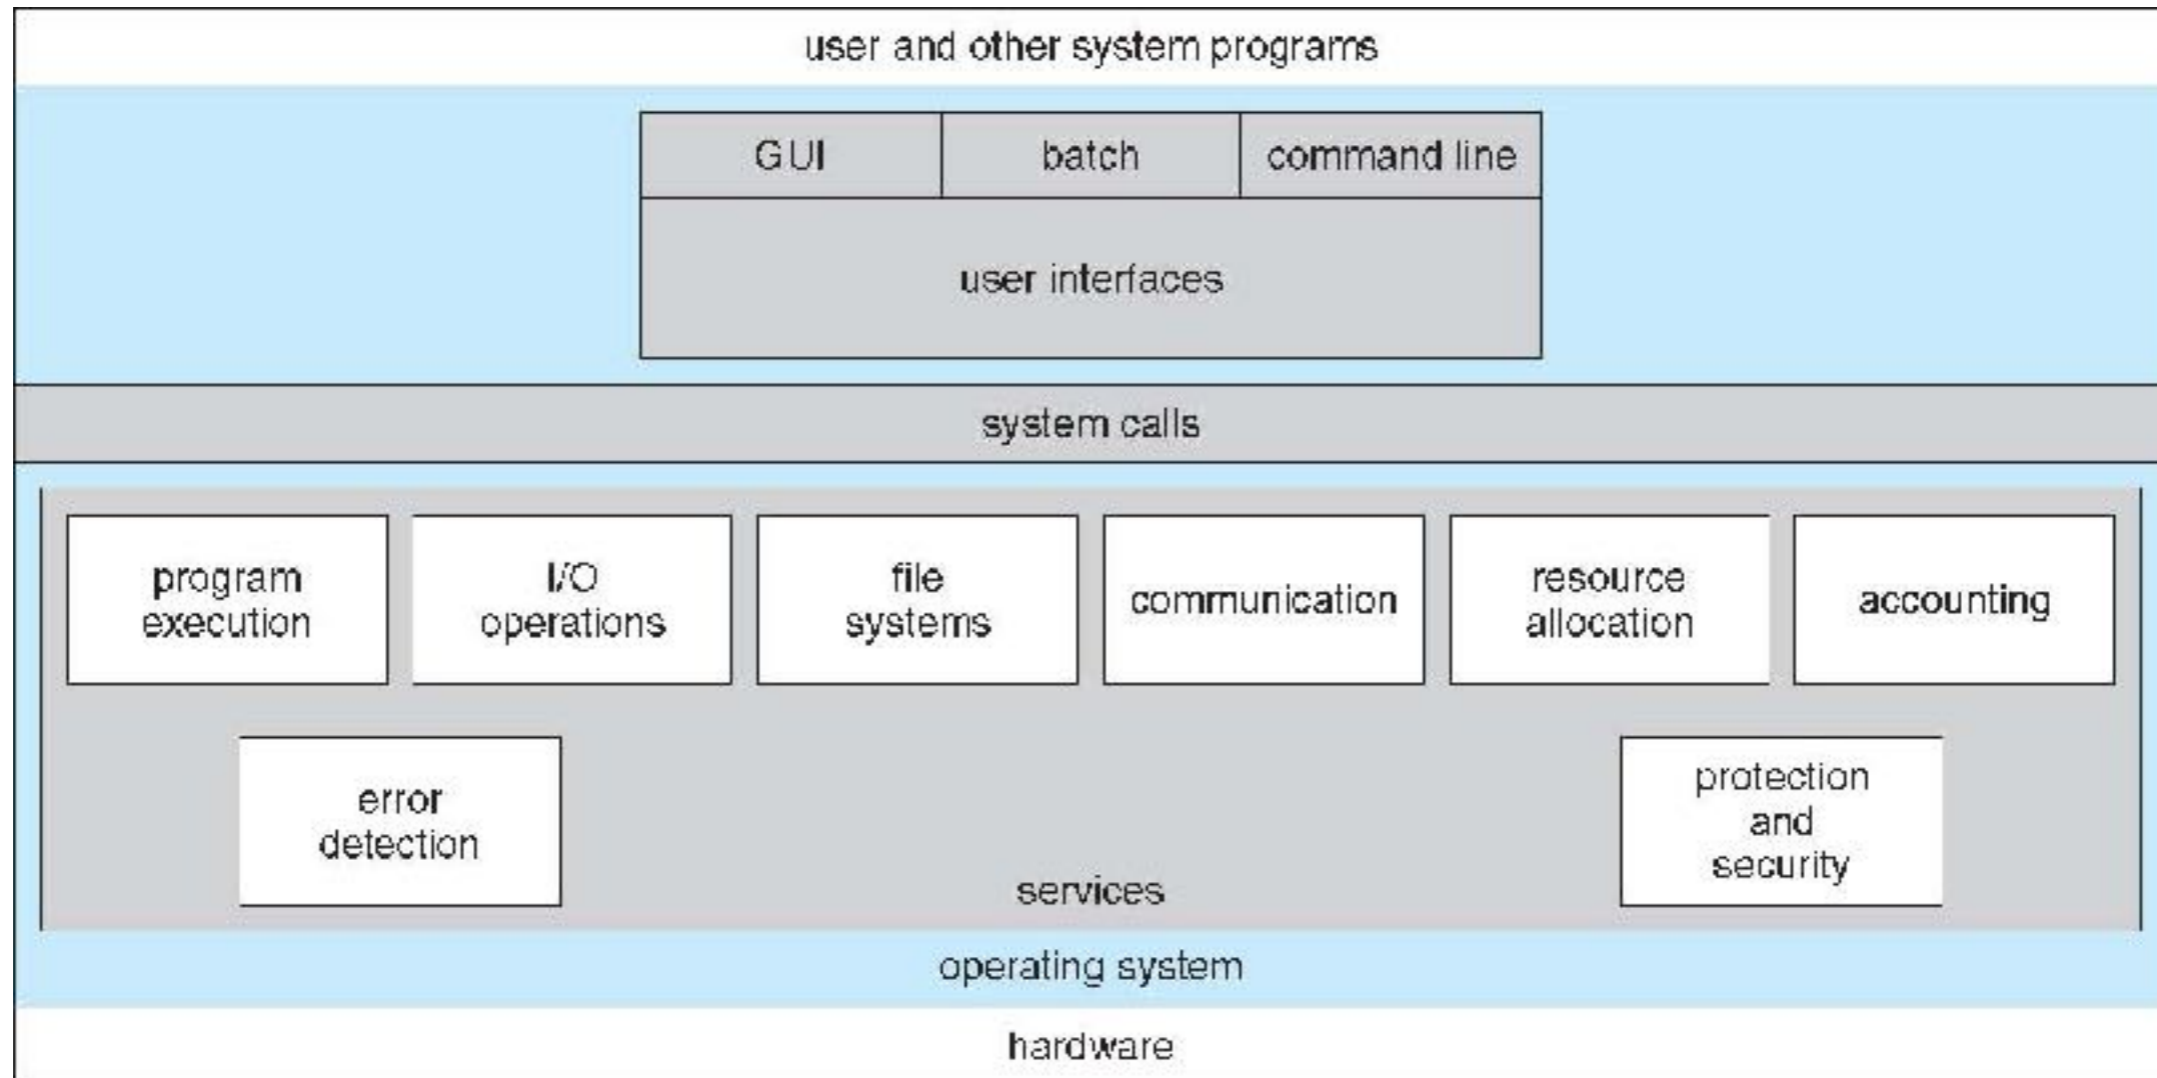 user and other system programs
GUI
batch
command line
user interfaces
system calls
program
execution
I/O
operations
file
systems
communication
resource
allocation
accounting
error
detection
protection
and
security
services
operating system
hardware